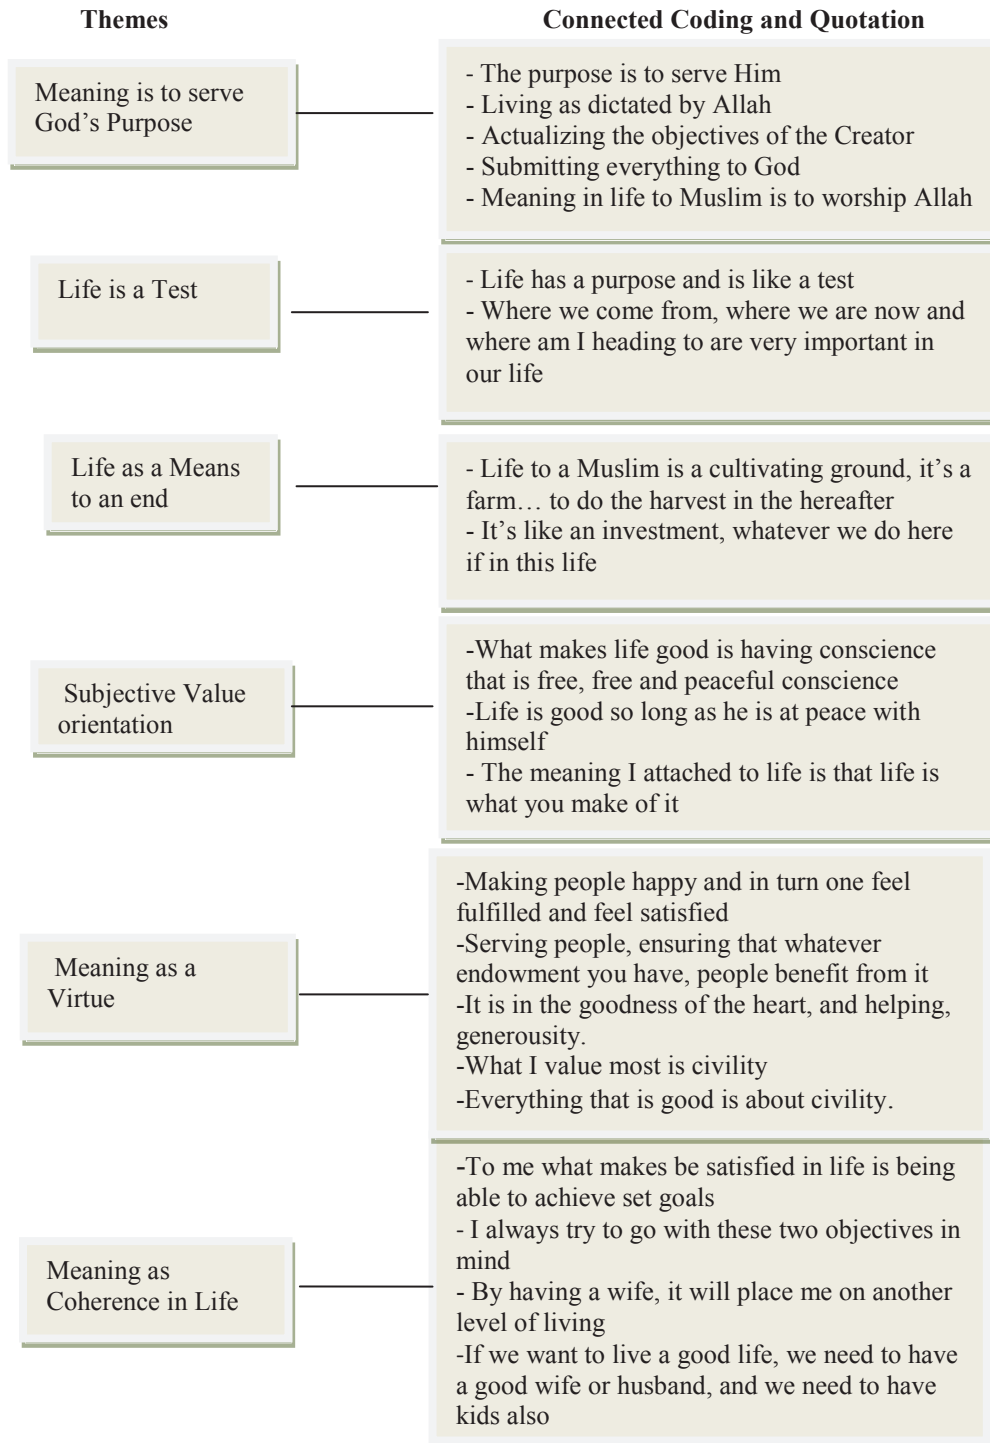 Themes
Connected Coding and Quotation
Meaning is to serve
God's Purpose
- The purpose is to serve Him
- Living as dictated by Allah
- Actualizing the objectives of the Creator
- Submitting everything to God
- Meaning in life to Muslim is to worship Allah
Life is a Test
- Life has a purpose and is like a test
- Where we come from, where we are now and
where am I heading to are very important in
our life
Life as a Means
to an end
- Life to a Muslim is a cultivating ground, it's a
farm… to do the harvest in the hereafter
- It's like an investment, whatever we do here
if in this life
Subjective Value
orientation
-What makes life good is having conscience
that is free, free and peaceful conscience
-Life is good so long as he is at peace with
himself
- The meaning I attached to life is that life is
what you make of it
Meaning as a
Virtue
-Making people happy and in turn one feel
fulfilled and feel satisfied
-Serving people, ensuring that whatever
endowment you have, people benefit from it
-It is in the goodness of the heart, and helping,
generousity.
-What I value most is civility
-Everything that is good is about civility.
Meaning as
Coherence in Life
-To me what makes be satisfied in life is being
able to achieve set goals
- I always try to go with these two objectives in
mind
- By having a wife, it will place me on another
level of living
-If we want to live a good life, we need to have
a good wife or husband, and we need to have
kids also